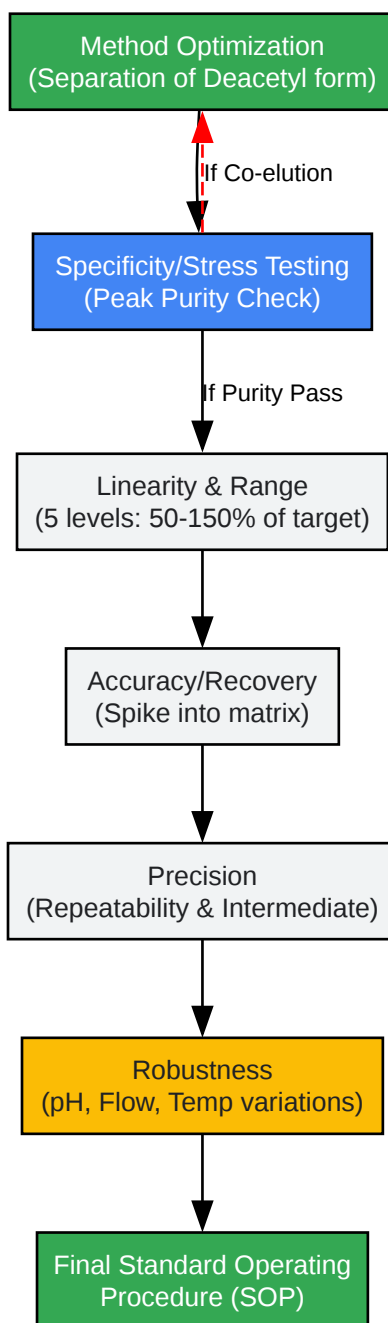 Method Optimization
(Separation of Deacetyl form)
If Co-elution
Specificity/Stress Testing
(Peak Purity Check)
If Purity Pass
Linearity & Range
(5 levels: 50-150% of target)
Accuracy/Recovery
(Spike into matrix)
Precision
(Repeatability & Intermediate)
Robustness
(pH, Flow, Temp variations)
Final Standard Operating
Procedure (SOP)